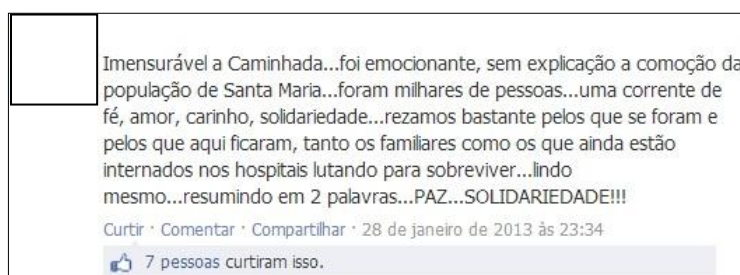 Imensurável a Caminhada...foi emocionante, sem explicação a comoção da
população de Santa Maria...foram milhares de pessoas...uma corrente de
fé, amor, carinho, solidariedade...rezamos bastante pelos que se foram e
pelos que aqui ficaram, tanto os familiares como os que ainda estão
internados nos hospitais lutando para sobreviver...lindo
mesmo...resumindo em 2 palavras...PAZ...SOLIDARIEDADE!!!
Curtir · Comentar · Compartilhar · 28 de janeiro de 2013 às 23:34
7 pessoas curtiram isso.